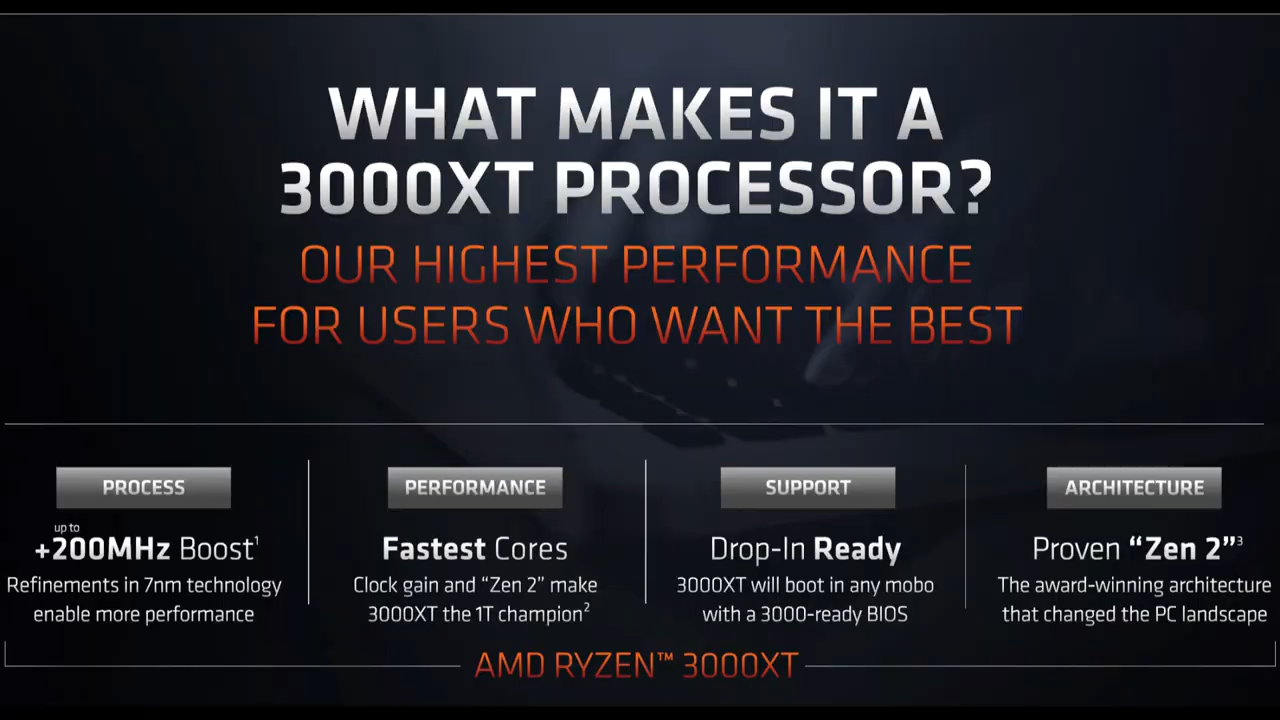 WHAT MAKES IT A
3000XT PROCESSOR?
OUR HIGHEST PERFORMANCE
FOR USERS WHO WANT THE BEST
PROCESS
up to
+200MHz Boost¹
Refinements in 7nm technology
enable more performance
PERFORMANCE
Fastest Cores
Clock gain and “Zen 2” make
3000XT the 1T champion²
SUPPORT
Drop-In Ready
3000XT will boot in any mobo
with a 3000-ready BIOS
ARCHITECTURE
Proven “Zen 2”³
The award-winning architecture
that changed the PC landscape
AMD RYZEN™ 3000XT